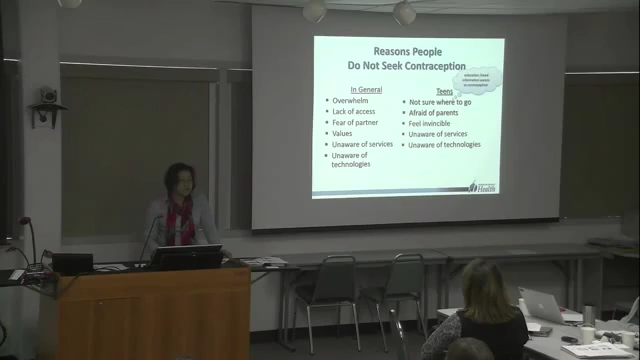 Reasons People
Do Not Seek Contraception
In General
• Overwhelm
• Lack of access
• Fear of partner
• Values
• Unaware of services
• Unaware of
technologies
Teens
• Not sure where to go
• Afraid of parents
• Feel invincible
• Unaware of services
• Unaware of technologies
Health